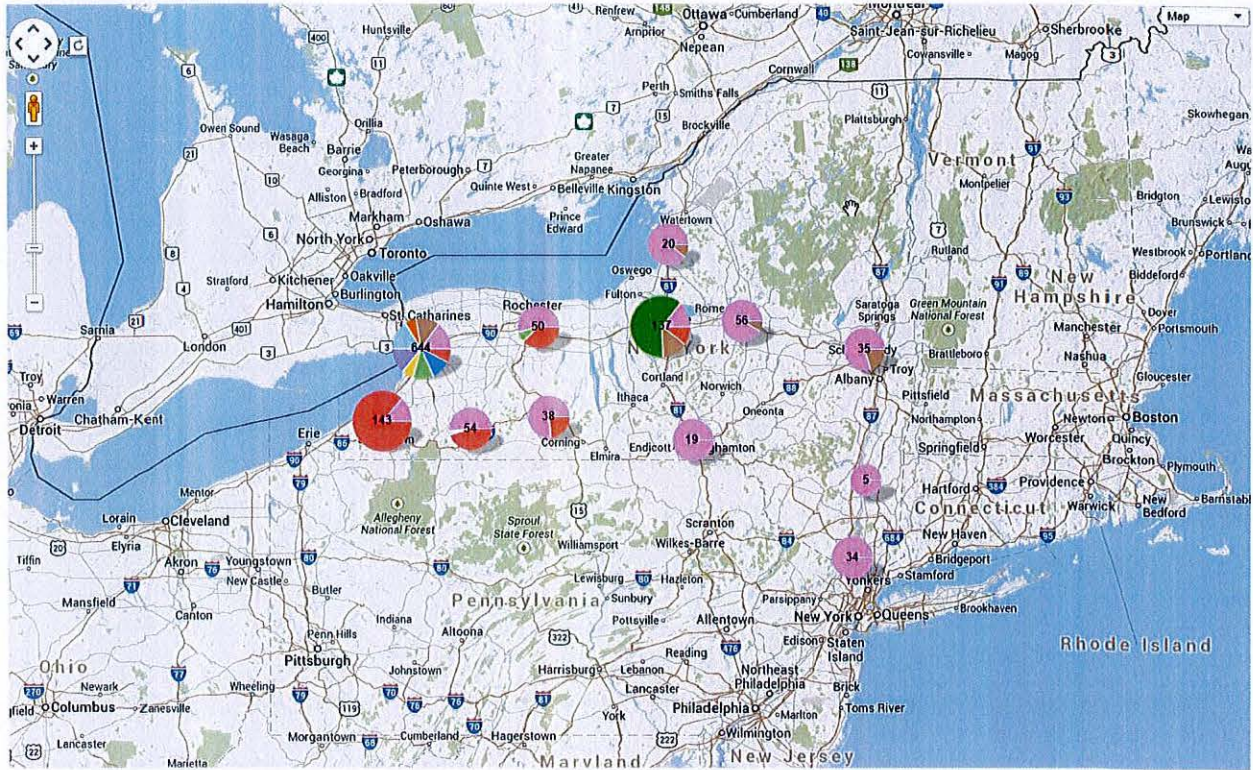 Huntsville
Renfrew
Arnprior
Ottawa
Cumberland
Nepean
Saint-Jean-sur-Richelieu
Cowansville
Magog
Sherbrooke
Map
Cornwall
Perth
Smiths Falls
Brockville
Plattsburgh
Skowhegan
Owen Sound
Wasaga
Beach
Orillia
Barrie
Georgina
Alliston
Bradford
Peterborough
Greater
Napanee
Quinte West
Belleville
Kingston
Prince
Edward
Vermont
Montpelier
Bridgton
Brunswick
Markham
Oshawa
North York
Toronto
Watertown
20
Rutland
Westbrook
Portland
Biddeford
Stratford
Kitchener
Oakville
Burlington
Hamilton
St. Catharines
Oswego
Fulton
Rome
Saratoga
Springs
Green Mountain
National Forest
New
Hampshire
Dover
Portsmouth
Manchester
Nashua
Sarnia
London
Rochester
50
644
137
56
35
Albany
Troy
Brattleboro
Gloucester
Troy
Warren
Detroit
Chatham-Kent
Cortland
Ithaca
Norwich
Oneonta
Pittsfield
Northampton
Massachusetts
Newton
Boston
Worcester
Quincy
Brockton
Plymouth
Springfield
143
54
38
19
Erie
Corning
Elmira
Endicott
5
Hartford
Connecticut
Providence
Warwick
New
Bedford
Mentor
Lorain
Cleveland
Elyria
Allegheny
National Forest
Sproul
State Forest
Scranton
Wilkes-Barre
Williamsport
New Haven
Bridgeport
Stamford
34
Yonkers
Tiffin
Akron
Youngstown
New Castle
Butler
Lewisburg
Hazleton
Sunbury
Parsippany
Brookhaven
Mansfield
Canton
Indiana
Pennsylvania
Altoona
Pottsville
Allentown
New York
Queens
Edison
Staten
Island
Rhode Island
Ohio
Penn Hills
Pittsburgh
Johnstown
Harrisburg
Lebanon
Reading
Lancaster
Northeast
Philadelphia
Philadelphia
Brick
Toms River
Marlton
Newark
Columbus
Zanesville
Wheeling
Lancaster
Marietta
Morgantown
Cumberland
Hagerstown
York
Wilmington
Maryland
New Jersey